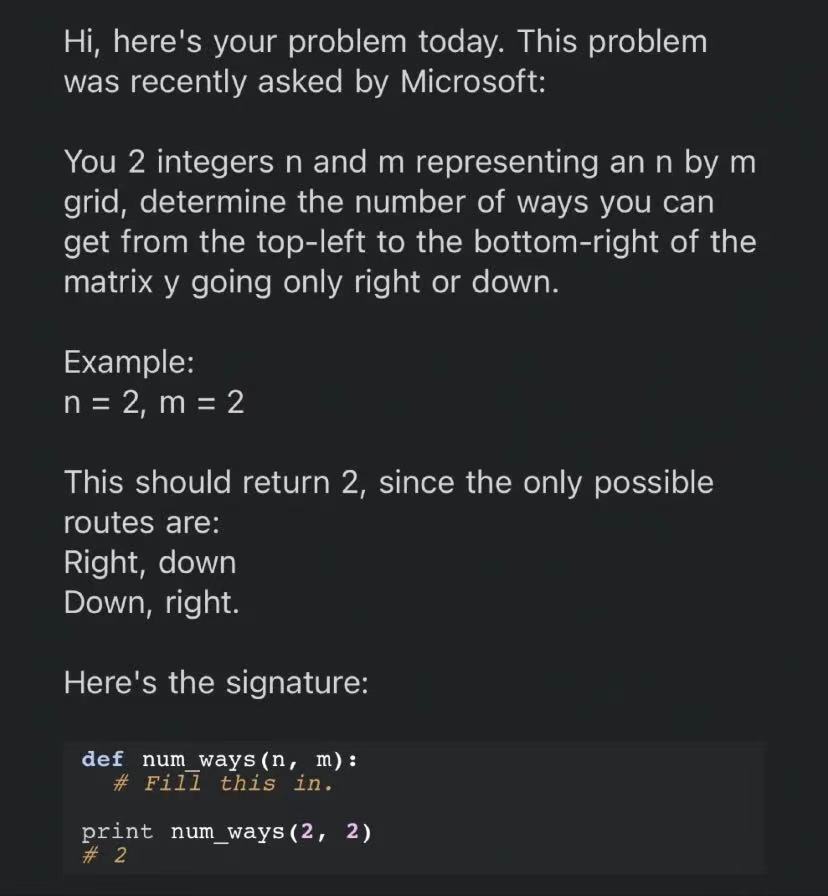 Hi, here's your problem today. This problem
was recently asked by Microsoft:
You 2 integers n and m representing an n by m
grid, determine the number of ways you can
get from the top-left to the bottom-right of the
matrix y going only right or down.
Example:
n = 2, m = 2
This should return 2, since the only possible
routes are:
Right, down
Down, right.
Here's the signature:
def num_ways(n, m):
  # Fill this in.
print num_ways(2, 2)
# 2